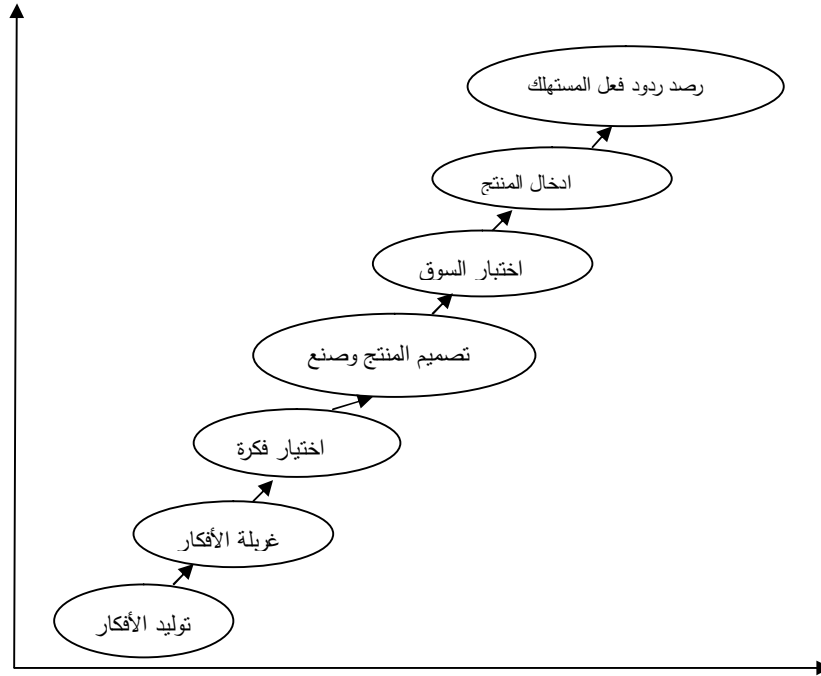 رصد ردود فعل المستهلك
ادخال المنتج
اختبار السوق
تصميم المنتج وصنع
اختيار فكرة
غربلة الأفكار
توليد الأفكار